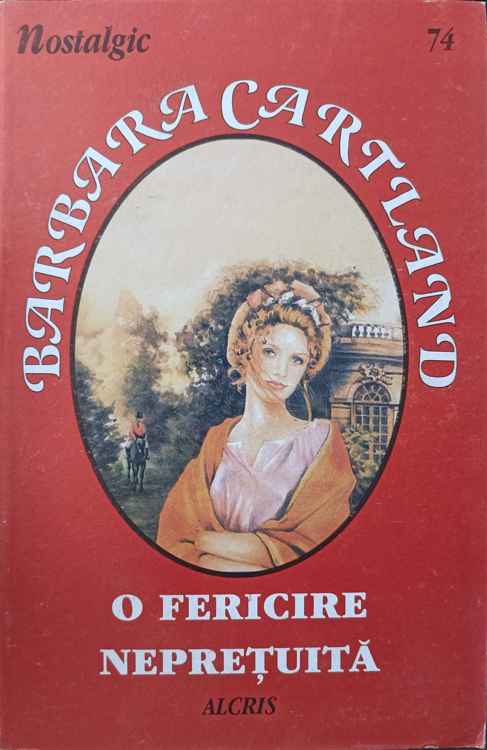 Nostalgic
74
BARBARA CARTLAND
O FERICIRE
NEPREȚUITĂ
ALCRIS